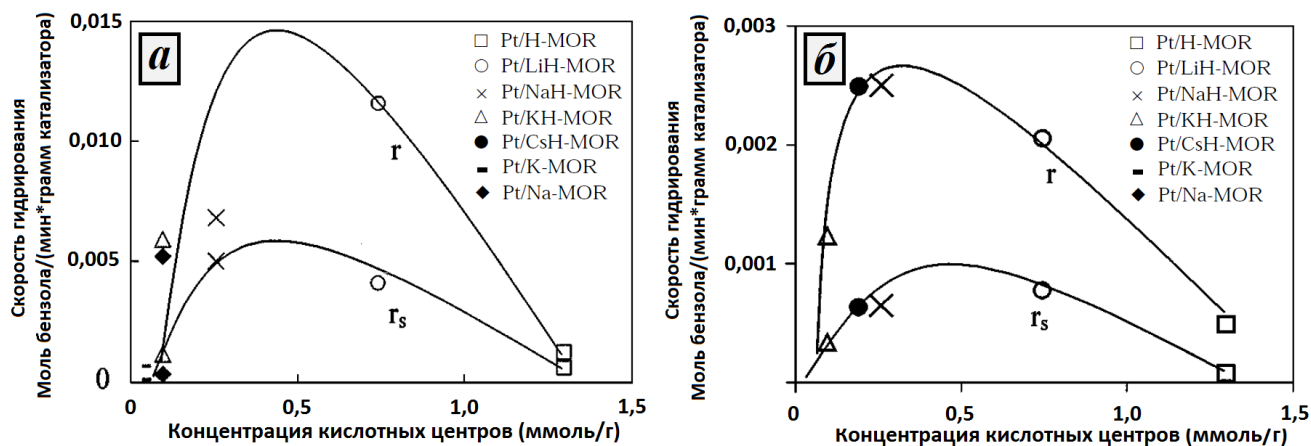 Скорость гидрирования
Моль бензола/(мин*грамм катализатора)
0,015
0,010
0,005
0
а
□ Pt/H-MOR
○ Pt/LiH-MOR
× Pt/NaH-MOR
△ Pt/KH-MOR
● Pt/CsH-MOR
- Pt/K-MOR
◆ Pt/Na-MOR
r
rₛ
0 0,5 1,0 1,5
Концентрация кислотных центров (ммоль/г)
Скорость гидрирования
Моль бензола/(мин*грамм катализатора)
0,003
0,002
0,001
б
□ Pt/H-MOR
○ Pt/LiH-MOR
× Pt/NaH-MOR
△ Pt/KH-MOR
● Pt/CsH-MOR
- Pt/K-MOR
◆ Pt/Na-MOR
r
rₛ
0 0,5 1,0 1,5
Концентрация кислотных центров (ммоль/г)